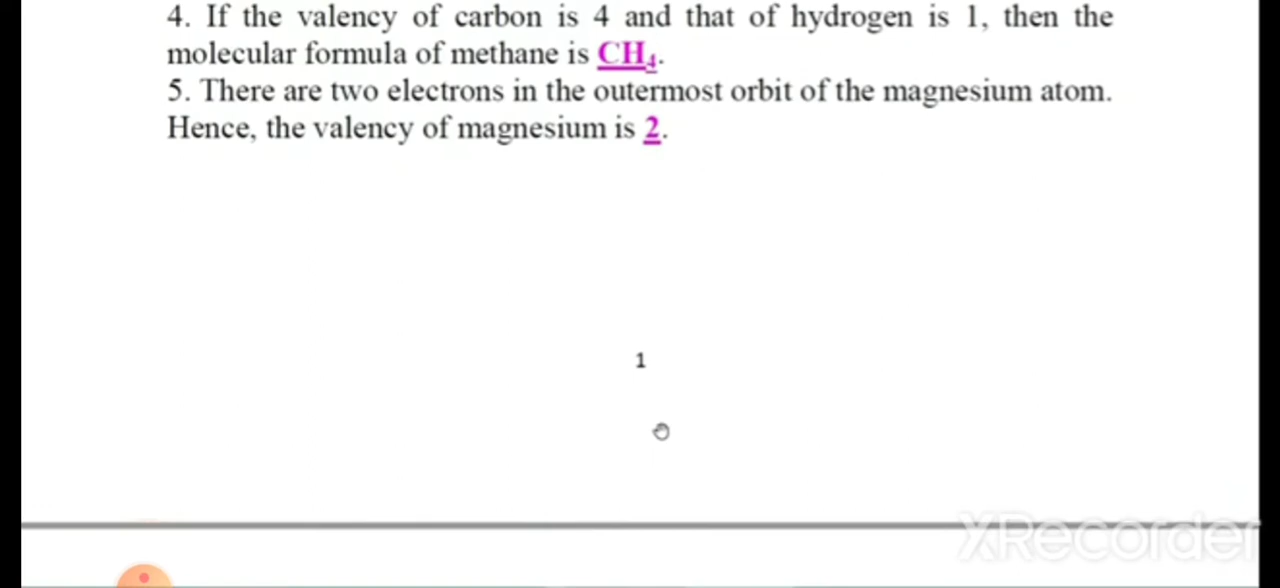 4. If the valency of carbon is 4 and that of hydrogen is 1, then the
molecular formula of methane is CH₄.
5. There are two electrons in the outermost orbit of the magnesium atom.
Hence, the valency of magnesium is 2.
1
XRecorder